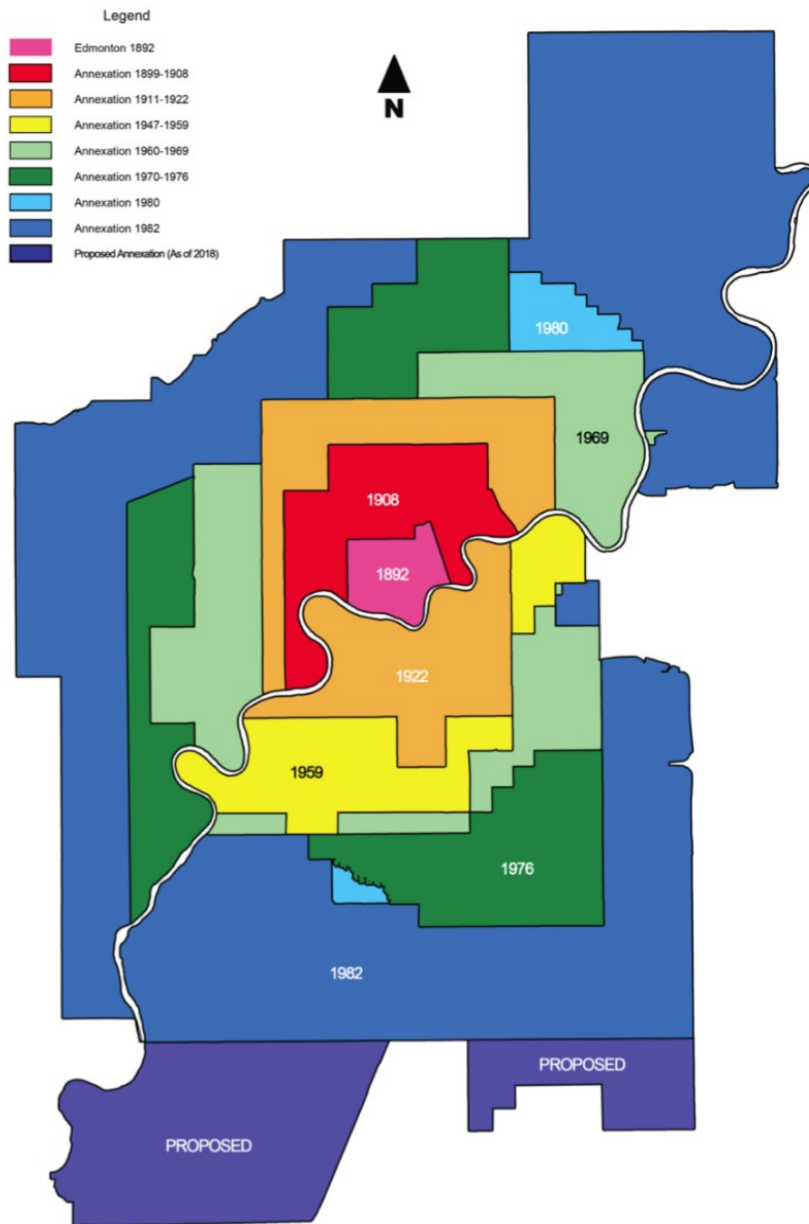 Legend
Edmonton 1892
Annexation 1899-1908
Annexation 1911-1922
Annexation 1947-1959
Annexation 1960-1969
Annexation 1970-1976
Annexation 1980
Annexation 1982
Proposed Annexation (As of 2018)
N
1980
1969
1908
1892
1922
1959
1976
1982
PROPOSED
PROPOSED